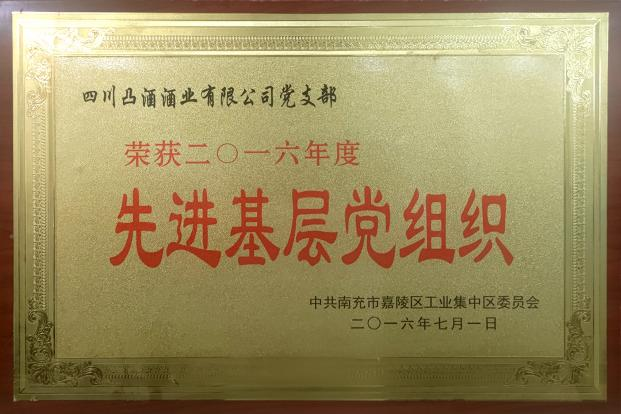 四川凸酒酒业有限公司党支部
荣获二〇一六年度
先进基层党组织
中共南充市嘉陵区工业集中区委员会
二〇一六年七月一日